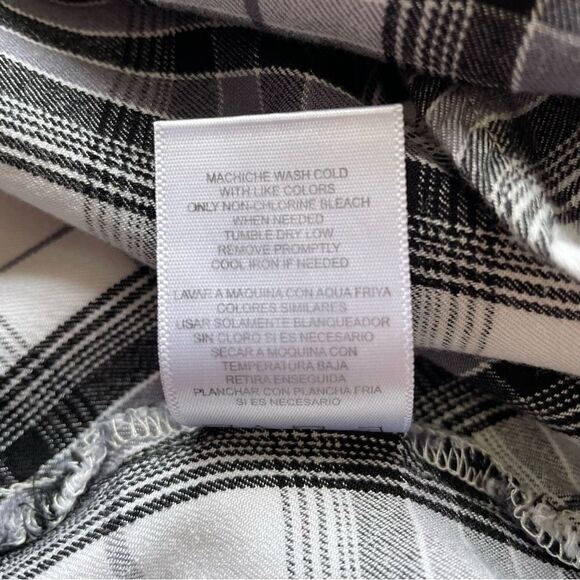 MACHICHE WASH COLD
WITH LIKE COLORS
ONLY NON-CHLORINE BLEACH
WHEN NEEDED
TUMBLE DRY LOW
REMOVE PROMPTLY
COOL IRON IF NEEDED
LAVAR A MAQUINA CON AQUA FRIYA
COLORES SIMILARES
USAR SOLAMENTE BLANQUEADOR
SIN CLORO SI ES NECESARIO
SECAR A MOQUINA CON
TEMPERATURA BAJA
RETIRA ENSEGUIDA
PLANCHAR CON PLANCHA FRIA
SI ES NECESARIO